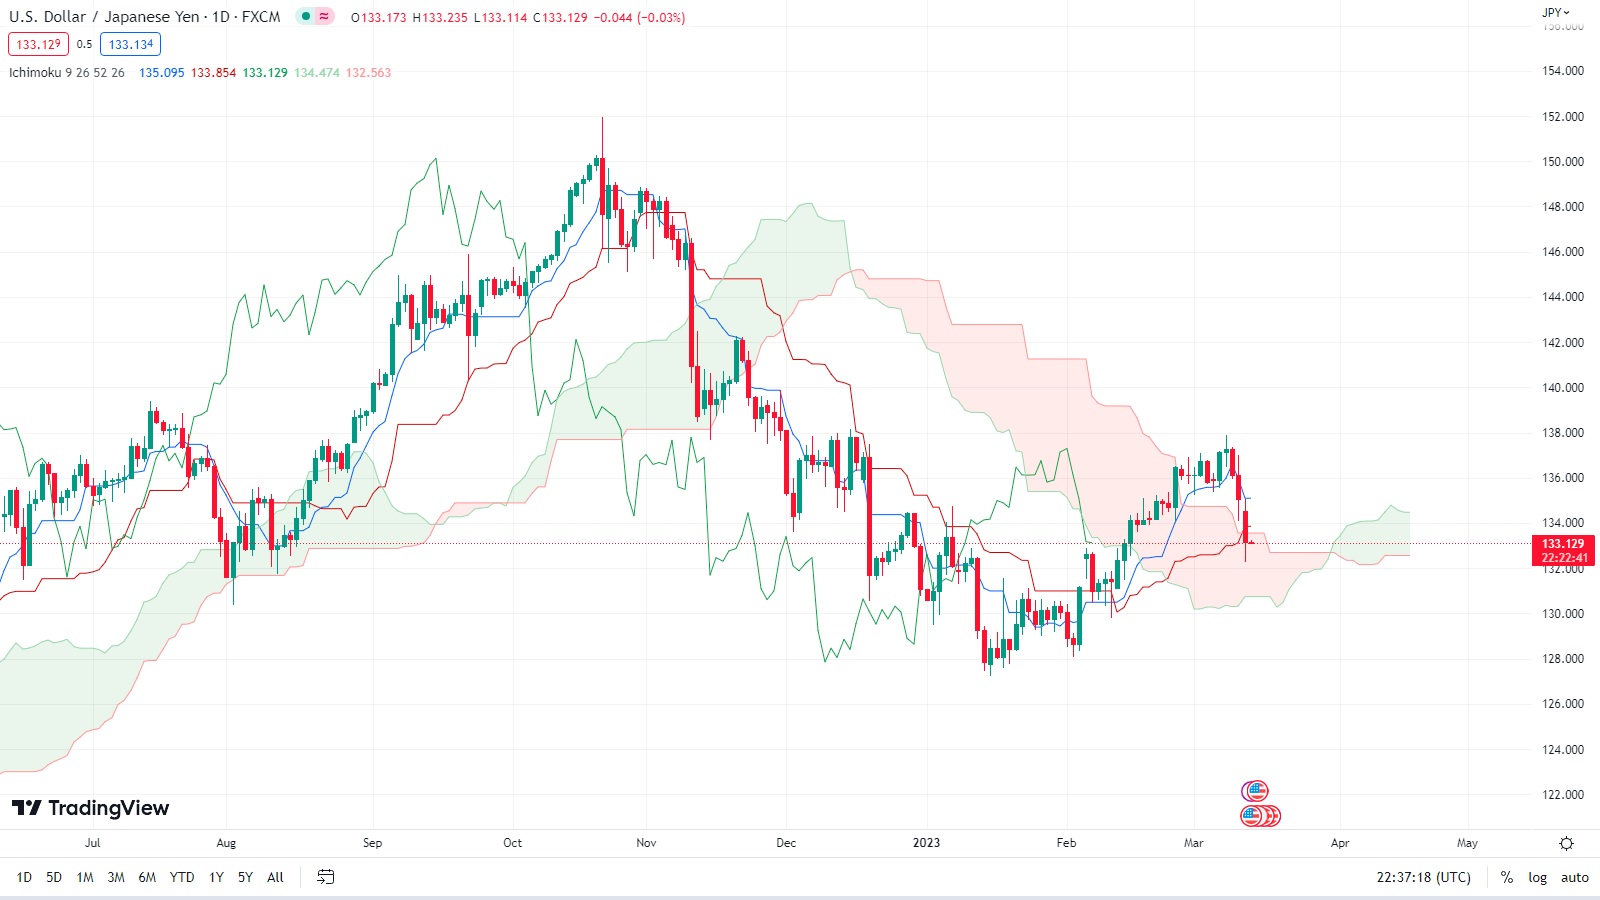 U.S. Dollar / Japanese Yen · 1D · FXCM ≈ O133.173 H133.235 L133.114 C133.129 −0.044 (−0.03%)
JPY
156.000
133.129 0.5 133.134
Ichimoku 9 26 52 26 135.095 133.854 133.129 134.474 132.563
154.000
152.000
150.000
148.000
146.000
144.000
142.000
140.000
138.000
136.000
134.000
133.129
22:22:41
132.000
130.000
128.000
126.000
124.000
122.000
TradingView
Jul Aug Sep Oct Nov Dec 2023 Feb Mar Apr May
1D 5D 1M 3M 6M YTD 1Y 5Y All 22:37:18 (UTC) % log auto